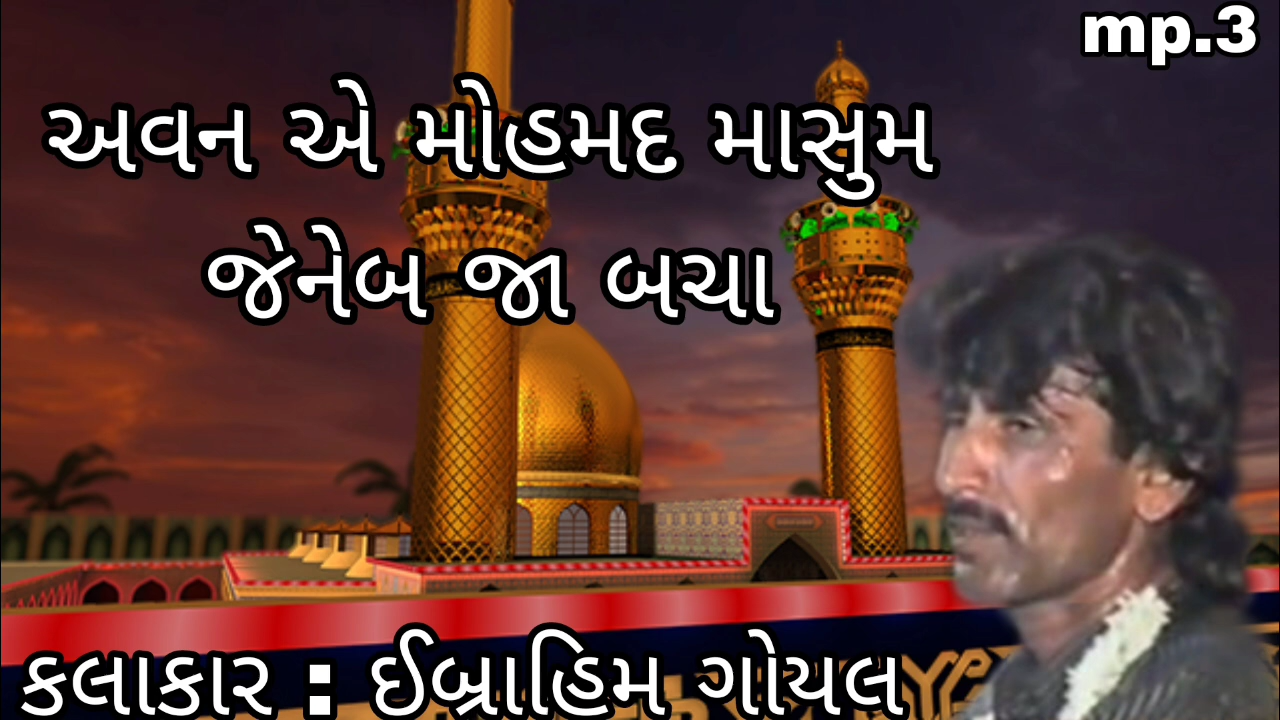 mp.3
અવન એ મોહમદ માસુમ
જેનેબ જા બચા
કલાકાર : ઈબ્રાહિમ ગોયલ